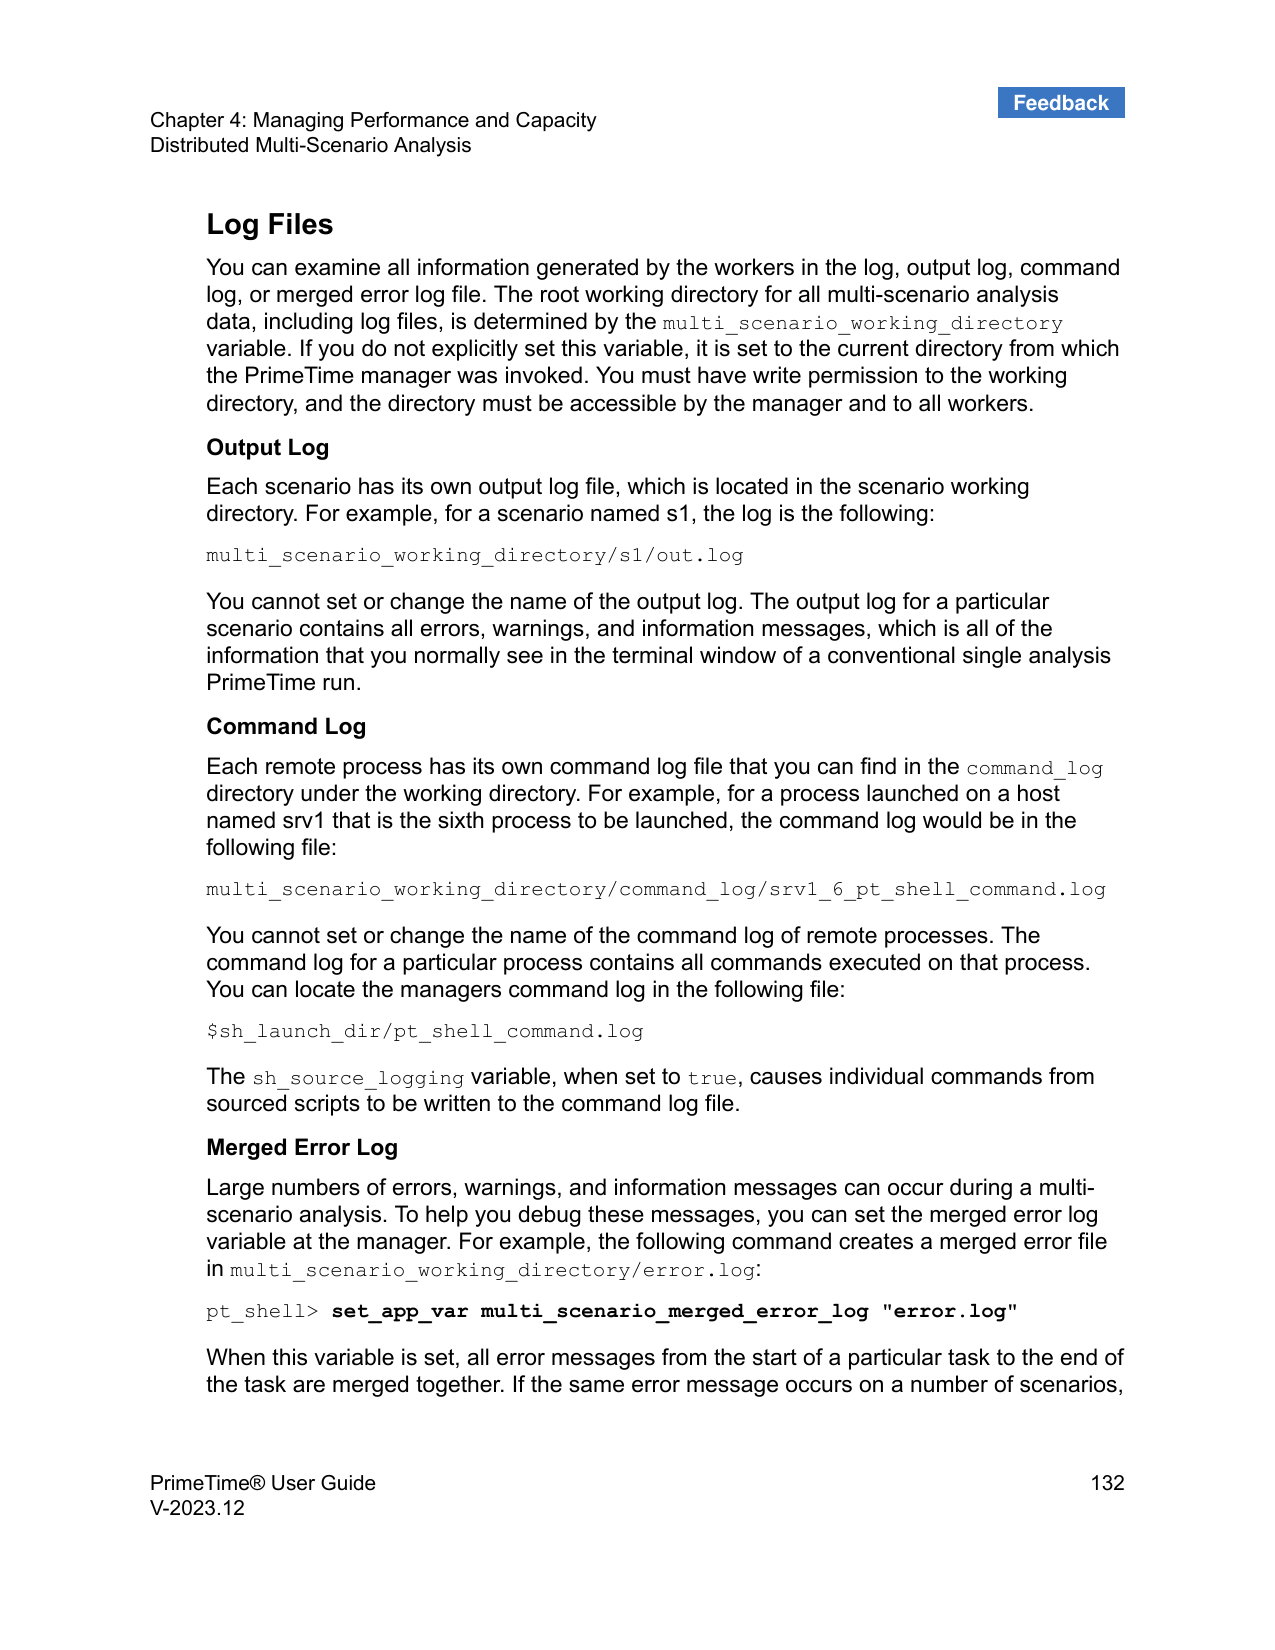 Feedback
Chapter 4: Managing Performance and Capacity
Distributed Multi-Scenario Analysis
Log Files
You can examine all information generated by the workers in the log, output log, command
log, or merged error log file. The root working directory for all multi-scenario analysis
data, including log files, is determined by the multi_scenario_working_directory
variable. If you do not explicitly set this variable, it is set to the current directory from which
the PrimeTime manager was invoked. You must have write permission to the working
directory, and the directory must be accessible by the manager and to all workers.
Output Log
Each scenario has its own output log file, which is located in the scenario working
directory. For example, for a scenario named s1, the log is the following:
multi_scenario_working_directory/s1/out.log
You cannot set or change the name of the output log. The output log for a particular
scenario contains all errors, warnings, and information messages, which is all of the
information that you normally see in the terminal window of a conventional single analysis
PrimeTime run.
Command Log
Each remote process has its own command log file that you can find in the command_log
directory under the working directory. For example, for a process launched on a host
named srv1 that is the sixth process to be launched, the command log would be in the
following file:
multi_scenario_working_directory/command_log/srv1_6_pt_shell_command.log
You cannot set or change the name of the command log of remote processes. The
command log for a particular process contains all commands executed on that process.
You can locate the managers command log in the following file:
$sh_launch_dir/pt_shell_command.log
The sh_source_logging variable, when set to true, causes individual commands from
sourced scripts to be written to the command log file.
Merged Error Log
Large numbers of errors, warnings, and information messages can occur during a multi-
scenario analysis. To help you debug these messages, you can set the merged error log
variable at the manager. For example, the following command creates a merged error file
in multi_scenario_working_directory/error.log:
pt_shell> set_app_var multi_scenario_merged_error_log "error.log"
When this variable is set, all error messages from the start of a particular task to the end of
the task are merged together. If the same error message occurs on a number of scenarios,
PrimeTime® User Guide
132
V-2023.12